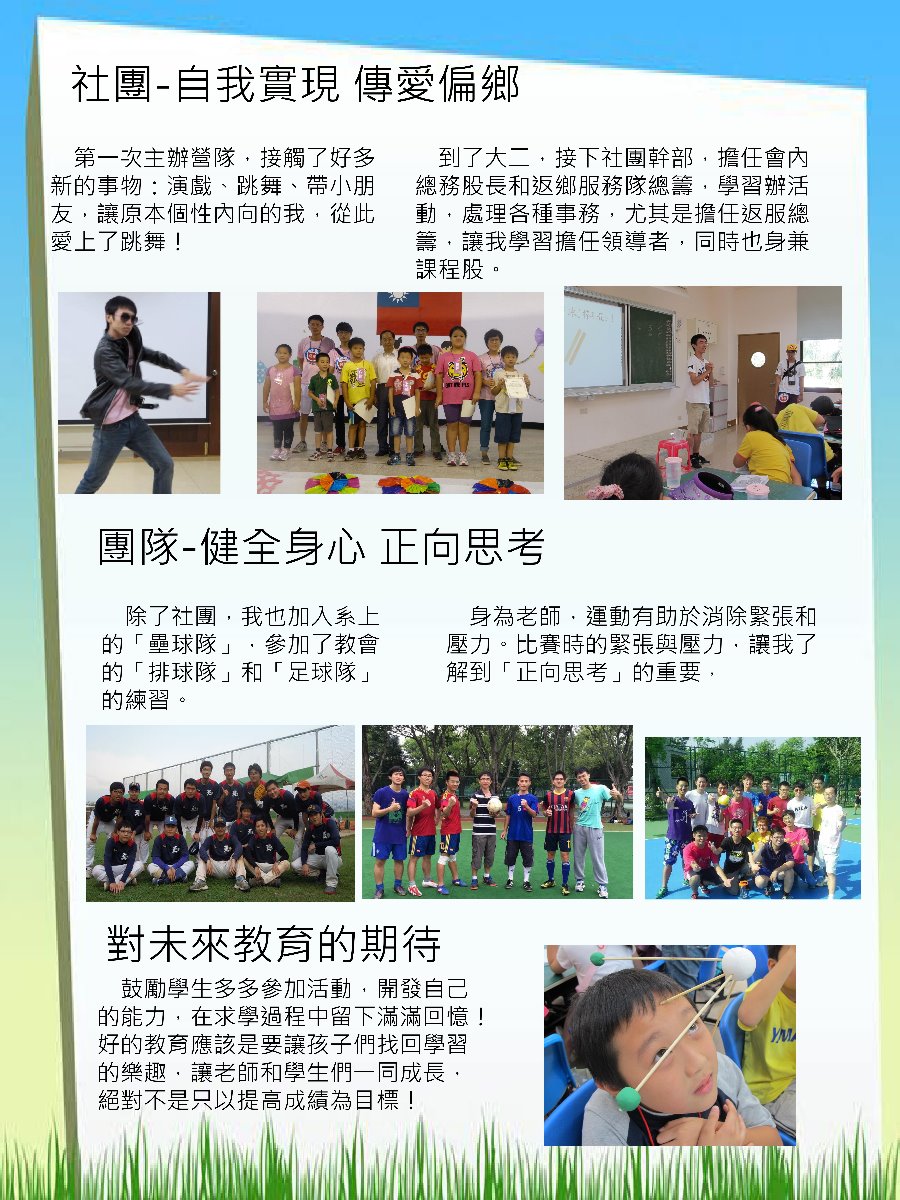 社團-自我實現 傳愛偏鄉
第一次主辦營隊，接觸了好多
新的事物：演戲、跳舞、帶小朋
友，讓原本個性內向的我，從此
愛上了跳舞！
到了大二，接下社團幹部，擔任會內
總務股長和返鄉服務隊總籌，學習辦活
動，處理各種事務，尤其是擔任返服總
籌，讓我學習擔任領導者，同時也身兼
課程股。
團隊-健全身心 正向思考
除了社團，我也加入系上
的「壘球隊」，參加了教會
的「排球隊」和「足球隊」
的練習。
身為老師，運動有助於消除緊張和
壓力。比賽時的緊張與壓力，讓我了
解到「正向思考」的重要，
對未來教育的期待
鼓勵學生多多參加活動，開發自己
的能力，在求學過程中留下滿滿回憶！
好的教育應該是要讓孩子們找回學習
的樂趣，讓老師和學生們一同成長，
絕對不是只以提高成績為目標！